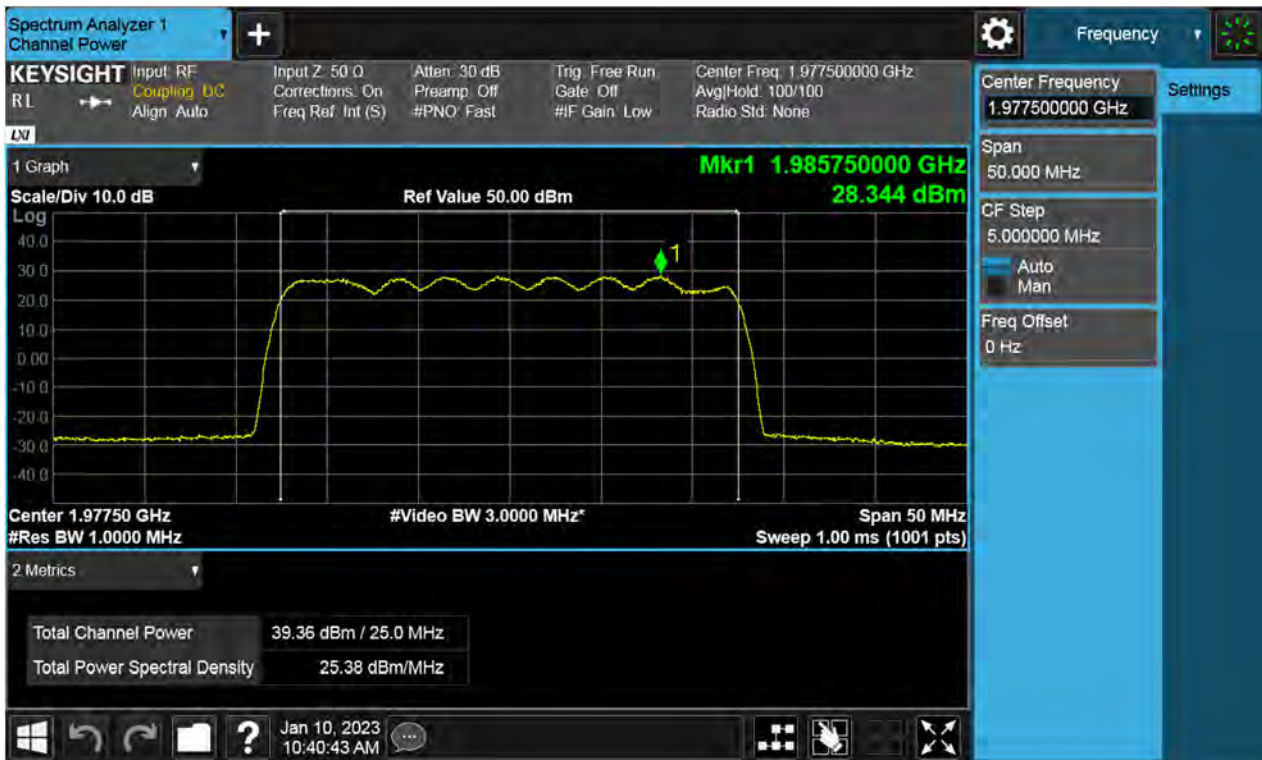 Spectrum Analyzer 1
Channel Power
+
Frequency
KEYSIGHT
RL
LXI
Input: RF
Coupling: DC
Align: Auto
Input Z: 50 Ω
Corrections: On
Freq Ref: Int (S)
Atten: 30 dB
Preamp: Off
#PNO: Fast
Trig: Free Run
Gate: Off
#IF Gain: Low
Center Freq: 1.977500000 GHz
Avg|Hold: 100/100
Radio Std: None
Center Frequency
1.977500000 GHz
Settings
Span
50.000 MHz
CF Step
5.000000 MHz
Auto
Man
Freq Offset
0 Hz
1 Graph
Mkr1 1.985750000 GHz
28.344 dBm
Scale/Div 10.0 dB
Ref Value 50.00 dBm
Log
40.0
30.0
20.0
10.0
0.00
-10.0
-20.0
-30.0
-40.0
1
Center 1.97750 GHz
#Video BW 3.0000 MHz*
Span 50 MHz
#Res BW 1.0000 MHz
Sweep 1.00 ms (1001 pts)
2 Metrics
Total Channel Power 39.36 dBm / 25.0 MHz
Total Power Spectral Density 25.38 dBm/MHz
?
Jan 10, 2023
10:40:43 AM